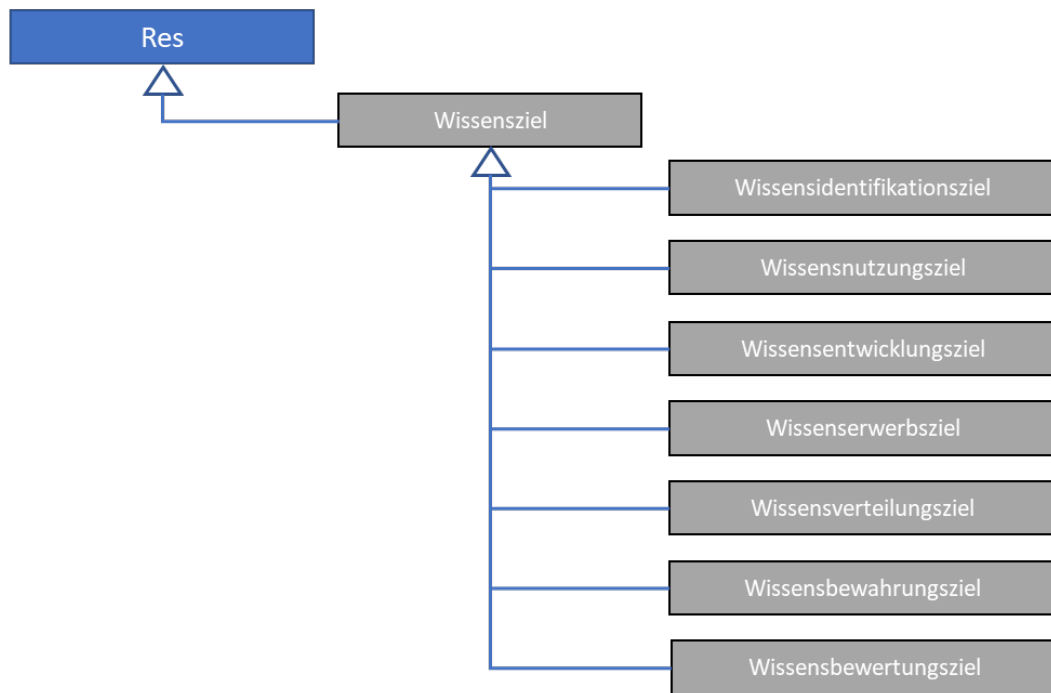 Res
Wissensziel
Wissensidentifikationsziel
Wissensnutzungsziel
Wissensentwicklungsziel
Wissenserwerbsziel
Wissensverteilungsziel
Wissensbewahrungsziel
Wissensbewertungsziel